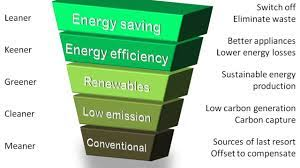 Leaner
Energy saving
Switch off
Eliminate waste
Keener
Energy efficiency
Better appliances
Lower energy losses
Greener
Renewables
Sustainable energy
production
Cleaner
Low emission
Low carbon generation
Carbon capture
Meaner
Conventional
Sources of last resort
Offset to compensate